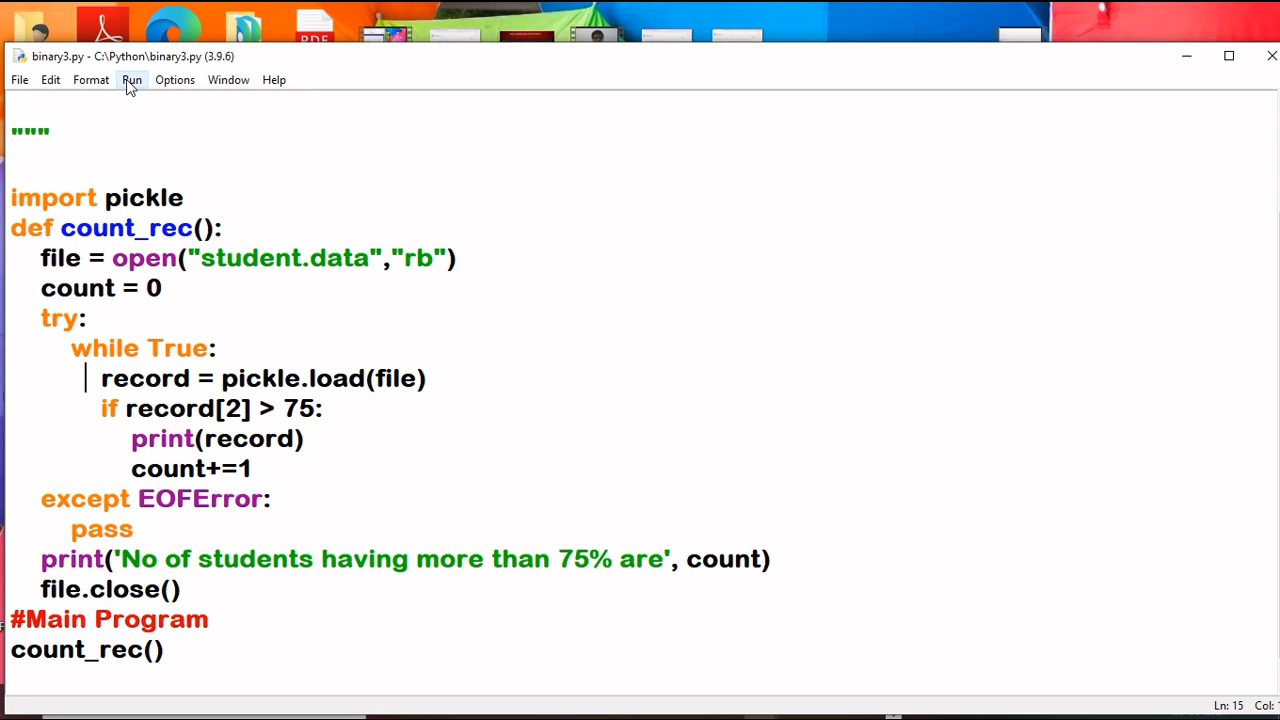 PDF
binary3.py - C:\Python\binary3.py (3.9.6)
File Edit Format Run Options Window Help
"""
import pickle
def count_rec():
    file = open("student.data","rb")
    count = 0
    try:
        while True:
            record = pickle.load(file)
            if record[2] > 75:
                print(record)
                count+=1
    except EOFError:
        pass
    print('No of students having more than 75% are', count)
    file.close()
#Main Program
count_rec()
Ln: 15 Col: